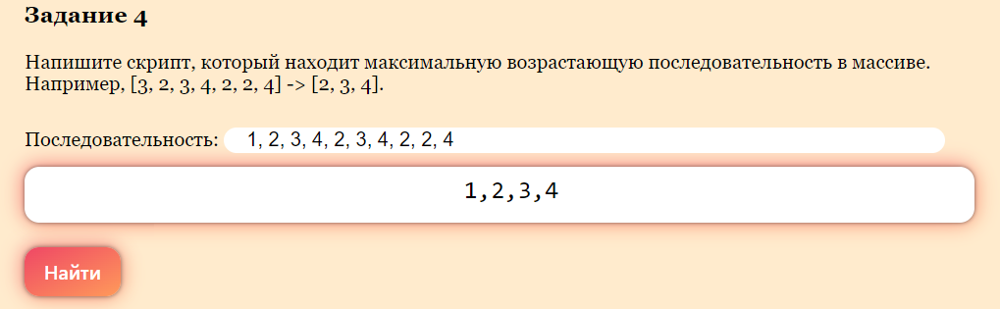 Задание 4
Напишите скрипт, который находит максимальную возрастающую последовательность в массиве.
Например, [3, 2, 3, 4, 2, 2, 4] -> [2, 3, 4].
Последовательность: 1, 2, 3, 4, 2, 3, 4, 2, 2, 4
1,2,3,4
Найти